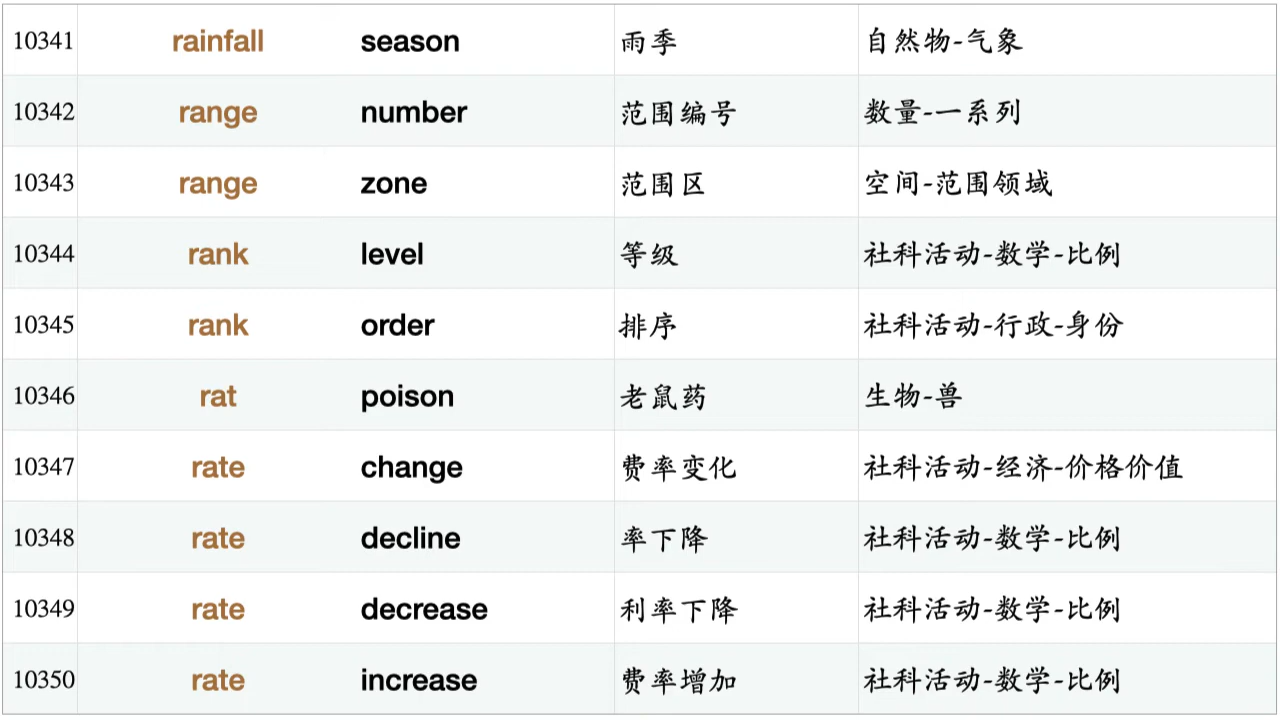 10341 rainfall season 雨季 自然物-气象
10342 range number 范围编号 数量-一系列
10343 range zone 范围区 空间-范围领域
10344 rank level 等级 社科活动-数学-比例
10345 rank order 排序 社科活动-行政-身份
10346 rat poison 老鼠药 生物-兽
10347 rate change 费率变化 社科活动-经济-价格价值
10348 rate decline 率下降 社科活动-数学-比例
10349 rate decrease 利率下降 社科活动-数学-比例
10350 rate increase 费率增加 社科活动-数学-比例